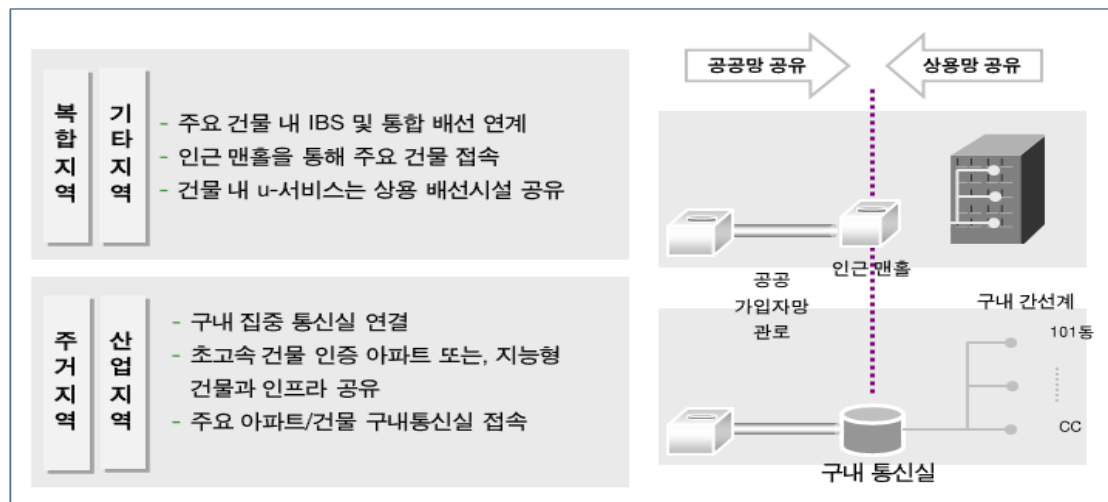 복합지역
기타지역
- 주요 건물 내 IBS 및 통합 배선 연계
- 인근 맨홀을 통해 주요 건물 접속
- 건물 내 u-서비스는 상용 배선시설 공유
주거지역
산업지역
- 구내 집중 통신실 연결
- 초고속 건물 인증 아파트 또는, 지능형
건물과 인프라 공유
- 주요 아파트/건물 구내통신실 접속
공공망 공유
상용망 공유
인근 맨홀
공공
가입자망
관로
구내 간선계
101동
CC
구내 통신실